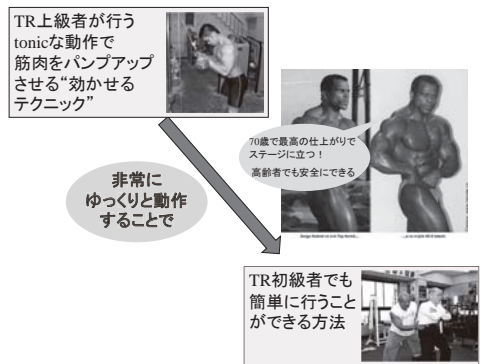 TR上級者が行う
tonicな動作で
筋肉をパンプアップ
させる“効かせる
テクニック”
70歳で最高の仕上がりで
ステージに立つ！
高齢者でも安全にできる
非常に
ゆっくりと動作
することで
TR初級者でも
簡単に行うこと
ができる方法